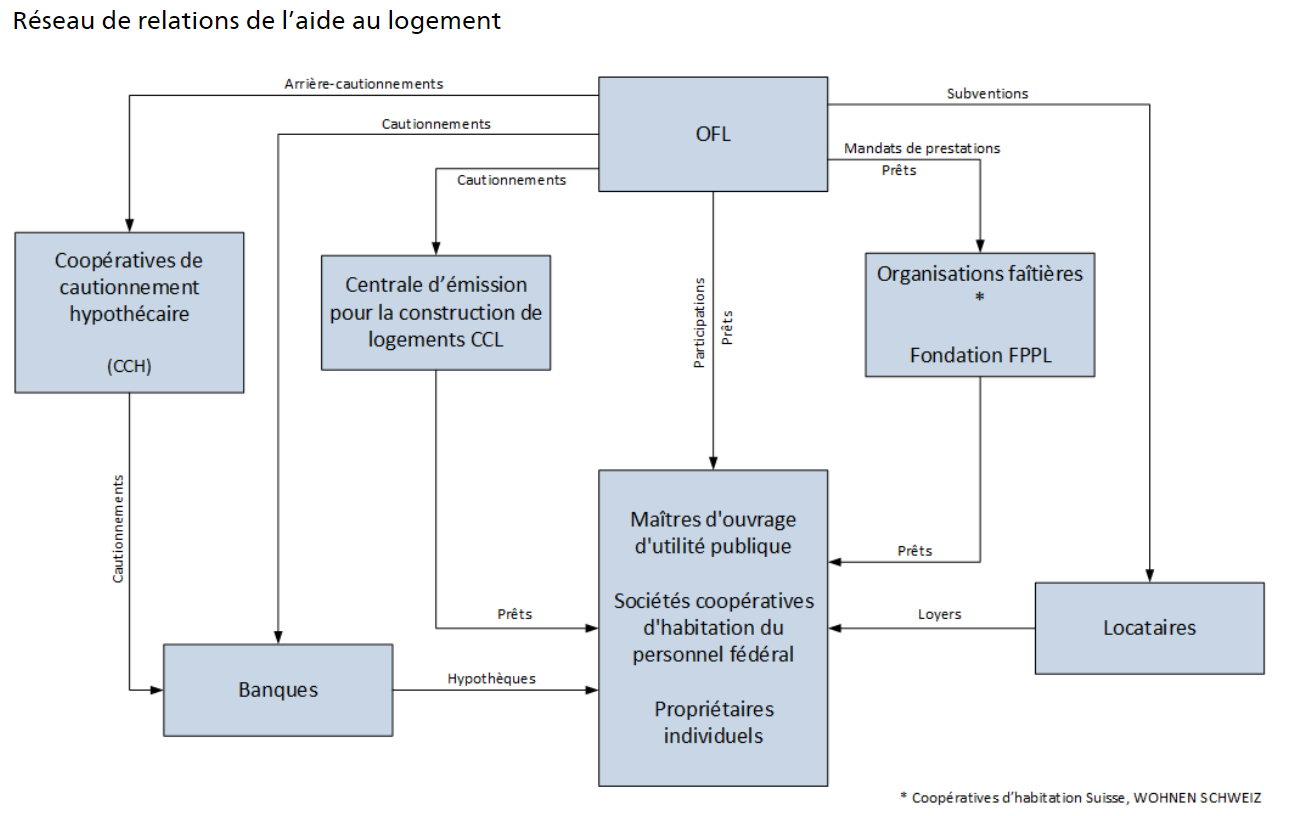 Réseau de relations de l’aide au logement
Arrière-cautionnements
Cautionnements
Cautionnements
OFL
Subventions
Mandats de prestations
Prêts
Coopératives de
cautionnement
hypothécaire
(CCH)
Centrale d’émission
pour la construction de
logements CCL
Participations
Prêts
Organisations faîtières
*
Fondation FPPL
Cautionnements
Maîtres d'ouvrage
d'utilité publique
Sociétés coopératives
d'habitation du
personnel fédéral
Propriétaires
individuels
Prêts
Prêts
Loyers
Locataires
Banques
Hypothèques
* Coopératives d’habitation Suisse, WOHNEN SCHWEIZ